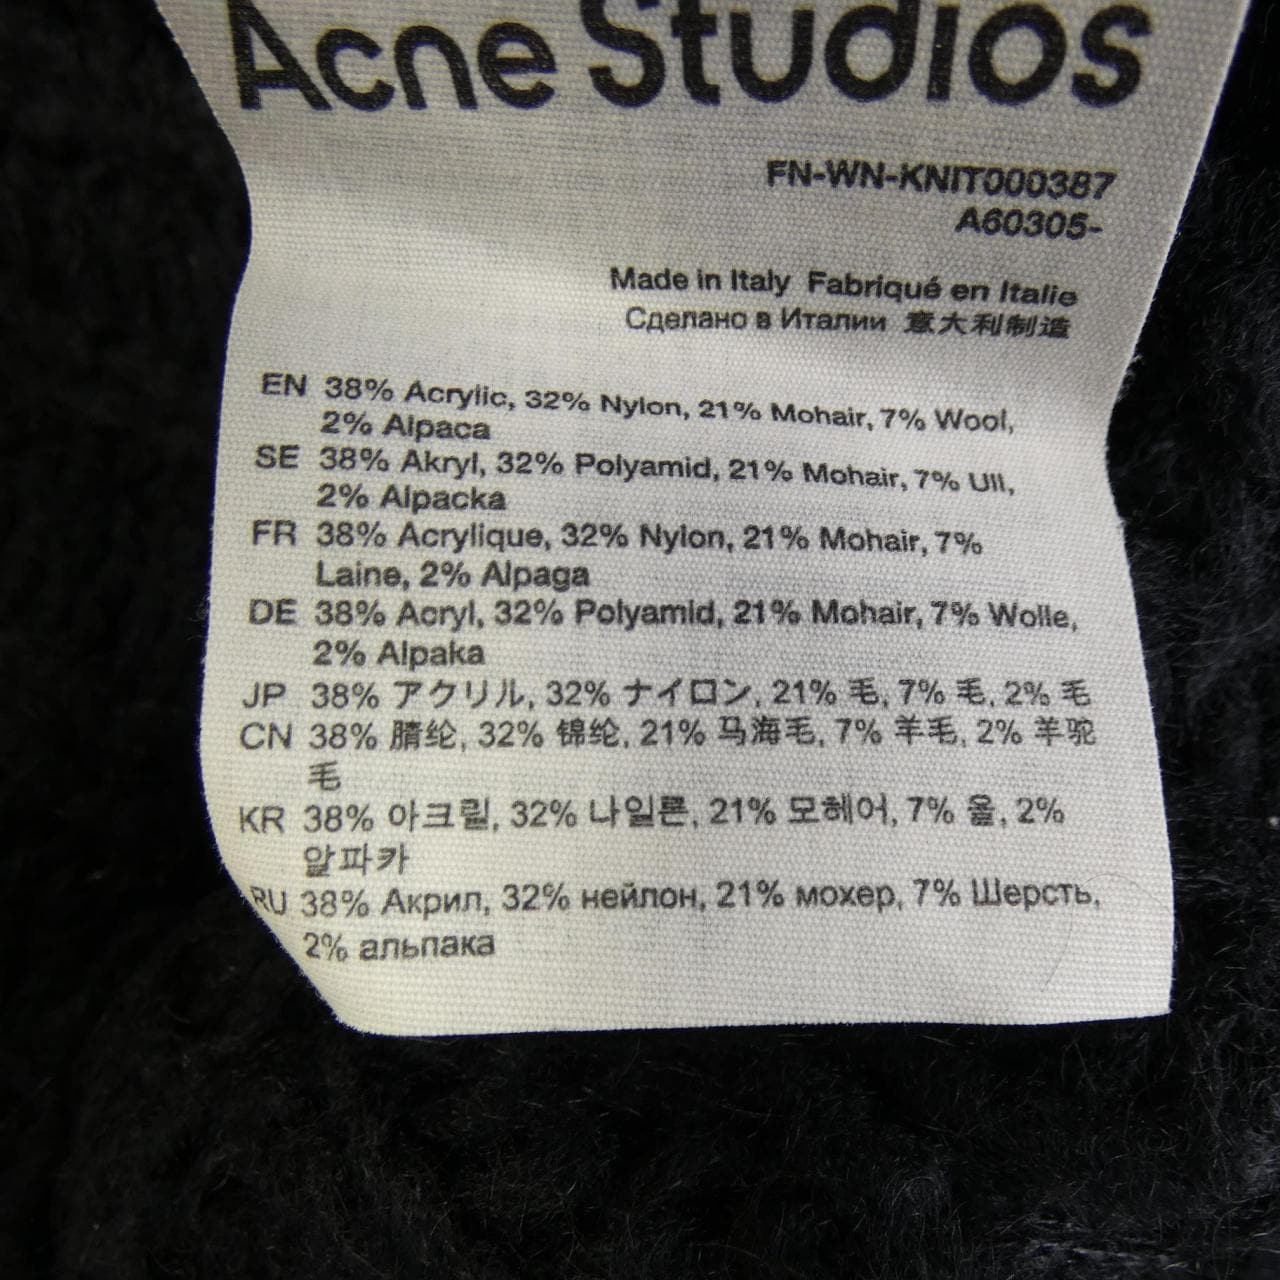 Acne Studios
FN-WN-KNIT000387
A60305-
Made in Italy Fabriqué en Italie
Сделано в Италии 意大利制造
EN 38% Acrylic, 32% Nylon, 21% Mohair, 7% Wool,
2% Alpaca
SE 38% Akryl, 32% Polyamid, 21% Mohair, 7% Ull,
2% Alpacka
FR 38% Acrylique, 32% Nylon, 21% Mohair, 7%
Laine, 2% Alpaga
DE 38% Acryl, 32% Polyamid, 21% Mohair, 7% Wolle,
2% Alpaka
JP 38% アクリル, 32% ナイロン, 21% 毛, 7% 毛, 2% 毛
CN 38% 腈纶, 32% 锦纶, 21% 马海毛, 7% 羊毛, 2% 羊驼
毛
KR 38% 아크릴, 32% 나일론, 21% 모헤어, 7% 울, 2%
알파카
RU 38% Акрил, 32% нейлон, 21% мохер, 7% Шерсть,
2% альпака